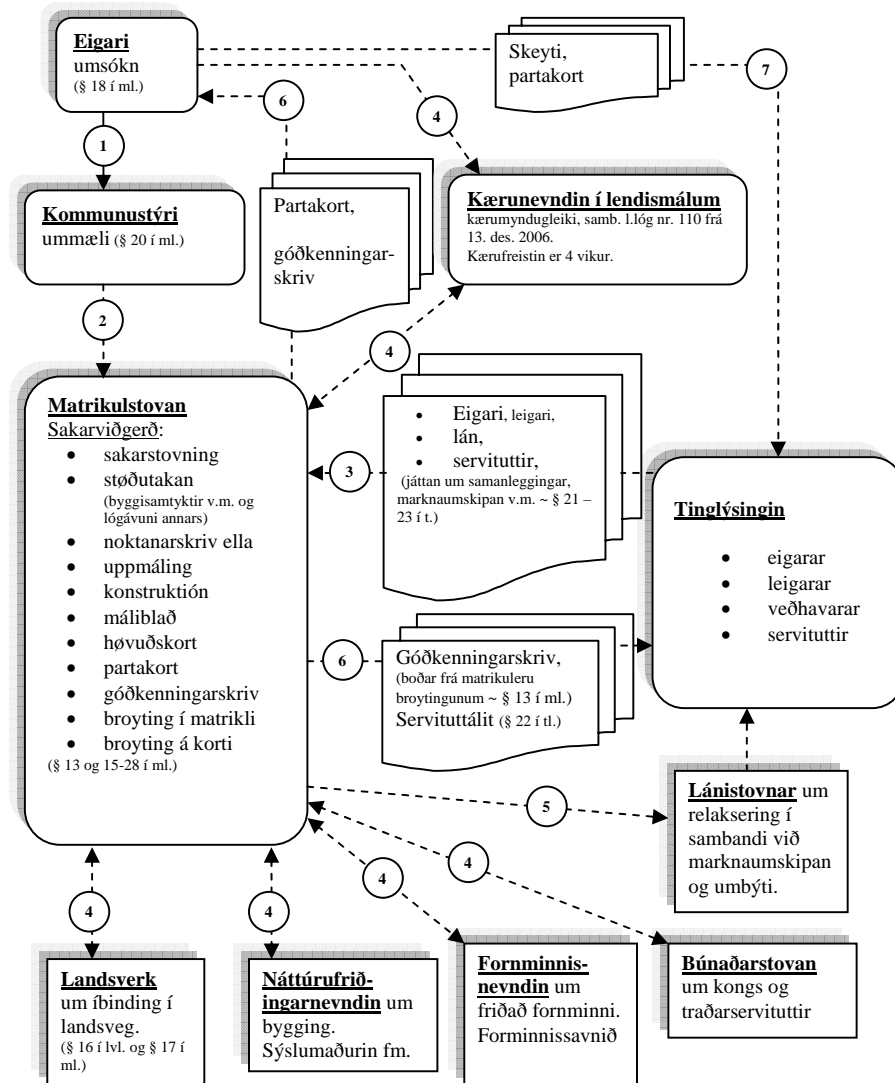 Eigari
umsókn
(§ 18 í ml.)
Skeyti,
partakort
7
6
4
1
Kommunustýri
ummæli (§ 20 í ml.)
Partakort,
góðkenningar-
skriv
Kærunevndin í lendismálum
kærumyndugleiki, samb. l.lóg nr. 110 frá
13. des. 2006.
Kærufreistin er 4 vikur.
2
4
Matrikulstovan
Sakarviðgerð:
• sakarstovning
• støðutakan
(byggisamtyktir v.m. og
lógávuni annars)
• noktanarskriv ella
• uppmáling
• konstruktión
• máliblað
• høvuðskort
• partakort
• góðkenningarskriv
• broyting í matrikli
• broyting á korti
(§ 13 og 15-28 í ml.)
• Eigari, leigari,
• lán,
• servituttir,
(játtan um samanleggingar,
marknaumskipan v.m. ~ § 21 –
23 í t.)
3
Tinglýsingin
• eigarar
• leigarar
• veðhavarar
• servituttir
6
Góðkenningarskriv,
(boðar frá matrikuleru
broytingunum ~ § 13 í ml.)
Servituttálit (§ 22 í tl.)
5
Lánistovnar um
relaksering í
sambandi við
marknaumskipan
og umbýti.
4
4
4
4
Landsverk
um íbinding í
landsveg.
(§ 16 í lvl. og § 17 í
ml.)
Náttúrufrið-
ingarnevndin um
bygging.
Sýslumaðurin fm.
Fornminnis-
nevndin um
friðað fornminni.
Forminnissavnið
Búnaðarstovan
um kongs og
traðarservituttir